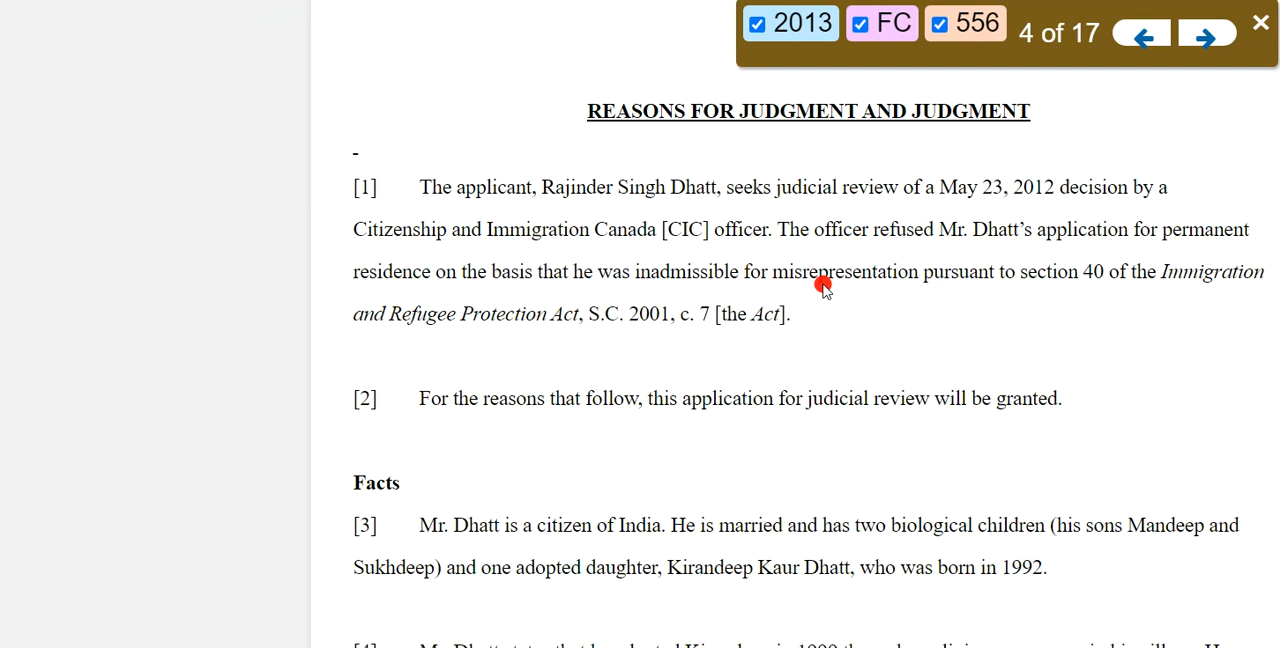 2013 FC 556 4 of 17
REASONS FOR JUDGMENT AND JUDGMENT
[1] The applicant, Rajinder Singh Dhatt, seeks judicial review of a May 23, 2012 decision by a
Citizenship and Immigration Canada [CIC] officer. The officer refused Mr. Dhatt’s application for permanent
residence on the basis that he was inadmissible for misrepresentation pursuant to section 40 of the Immigration
and Refugee Protection Act, S.C. 2001, c. 7 [the Act].
[2] For the reasons that follow, this application for judicial review will be granted.
Facts
[3] Mr. Dhatt is a citizen of India. He is married and has two biological children (his sons Mandeep and
Sukhdeep) and one adopted daughter, Kirandeep Kaur Dhatt, who was born in 1992.